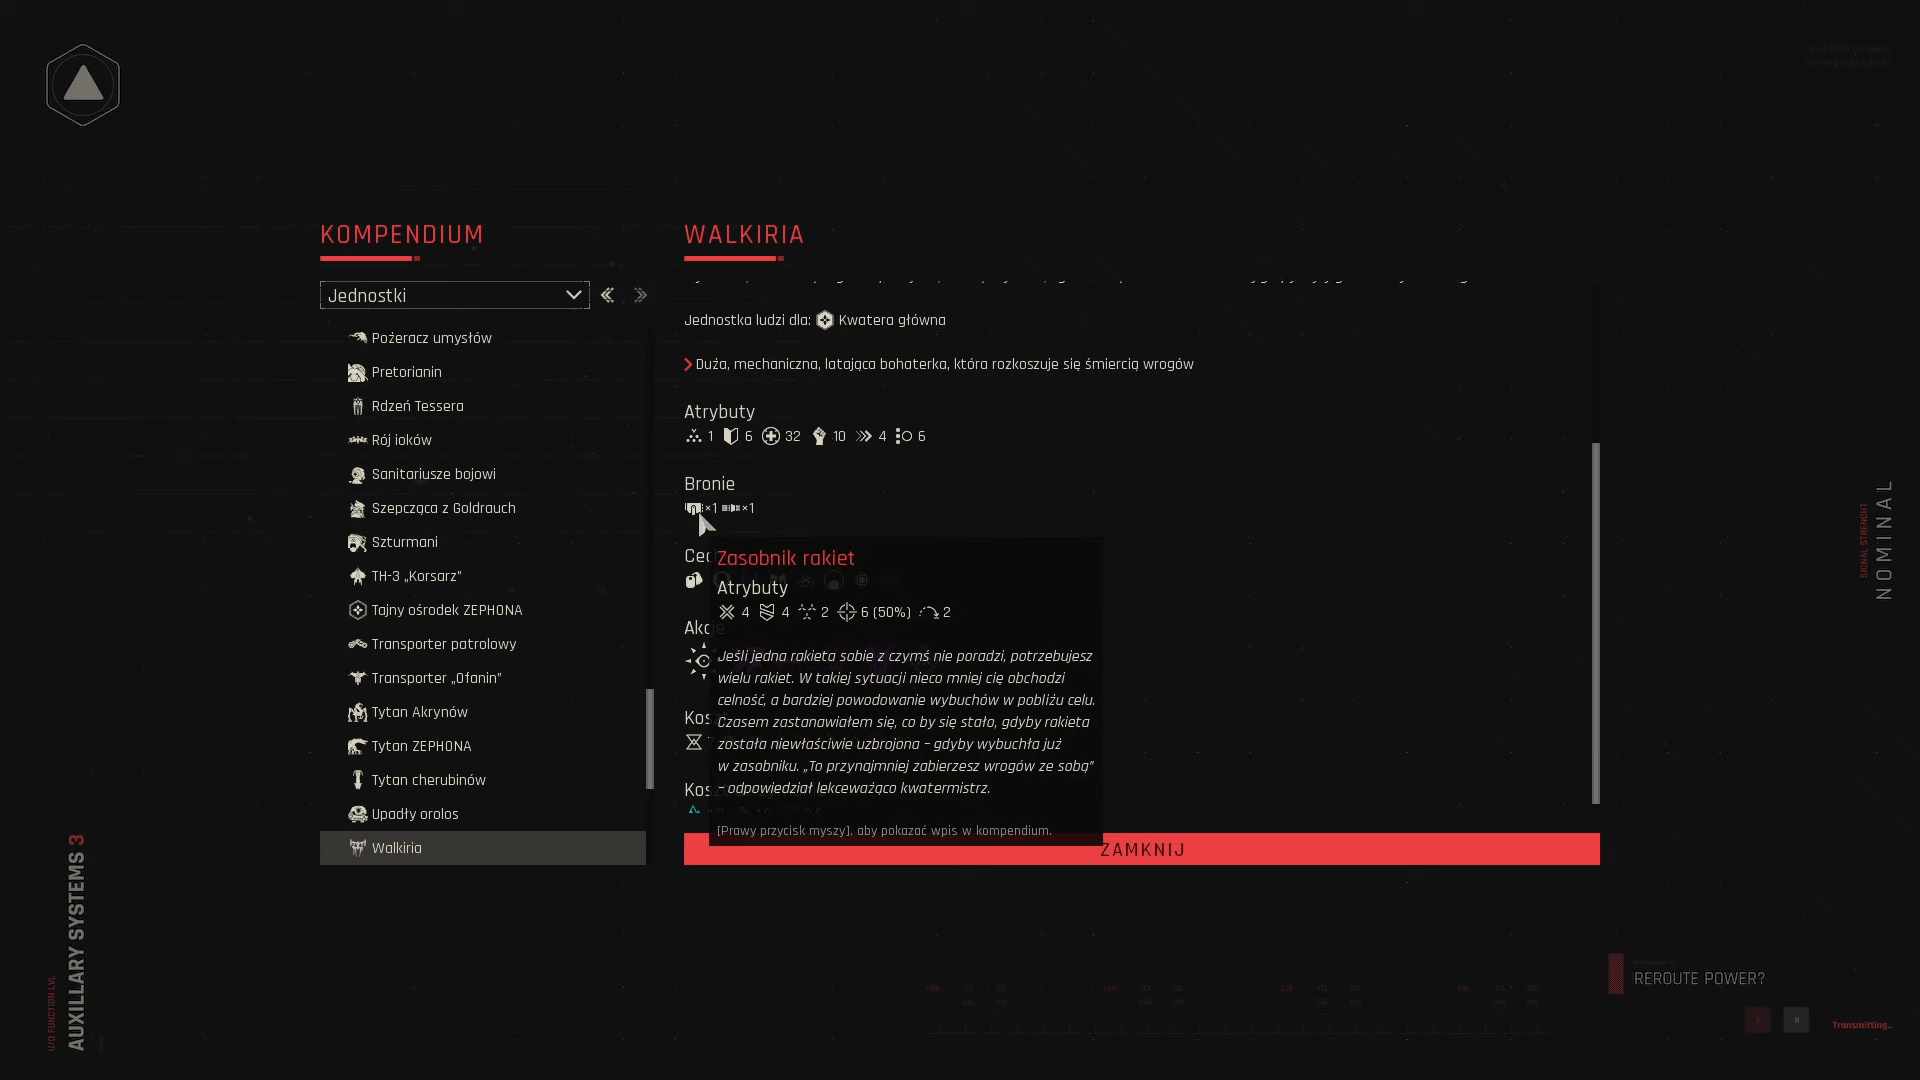 KOMPENDIUM
Jednostki
Pożeracz umysłów
Pretorianin
Rdzeń Tessera
Rój ioków
Sanitariusze bojowi
Szepcząca z Goldrauch
Szturmani
TH-3 „Korsarz”
Tajny ośrodek ZEPHONA
Transporter patrolowy
Transporter „Ofanin”
Tytan Akrynów
Tytan ZEPHONA
Tytan cherubinów
Upadły orolos
Walkiria
WALKIRIA
Jednostka ludzi dla: Kwatera główna
Duża, mechaniczna, latająca bohaterka, która rozkoszuje się śmiercią wrogów
Atrybuty
1 6 32 10 4 6
Bronie
×1 ×1
Zasobnik rakiet
Atrybuty
4 4 2 6 (50%) 2
Jeśli jedna rakieta sobie z czymś nie poradzi, potrzebujesz
wielu rakiet. W takiej sytuacji nieco mniej cię obchodzi
celność, a bardziej powodowanie wybuchów w pobliżu celu.
Czasem zastanawiałem się, co by się stało, gdyby rakieta
została niewłaściwie uzbrojona – gdyby wybuchła już
w zasobniku. „To przynajmniej zabierzesz wrogów ze sobą”
– odpowiedział lekceważąco kwatermistrz.
[Prawy przycisk myszy], aby pokazać wpis w kompendium.
ZAMKNIJ
AUXILLARY SYSTEMS 3
U/O FUNCTION LVL
SIGNAL STRENGHT
NOMINAL
REROUTE POWER?
Y N
Transmitting...